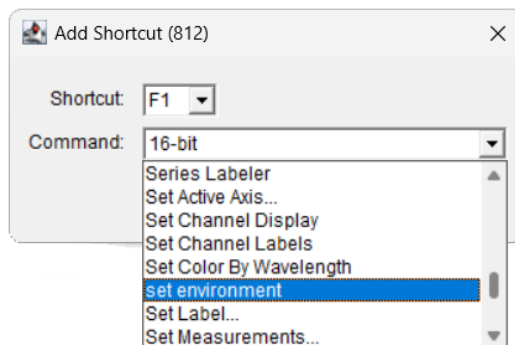 Add Shortcut (812)
Shortcut: F1
Command: 16-bit
Series Labeler
Set Active Axis...
Set Channel Display
Set Channel Labels
Set Color By Wavelength
set environment
Set Label...
Set Measurements...